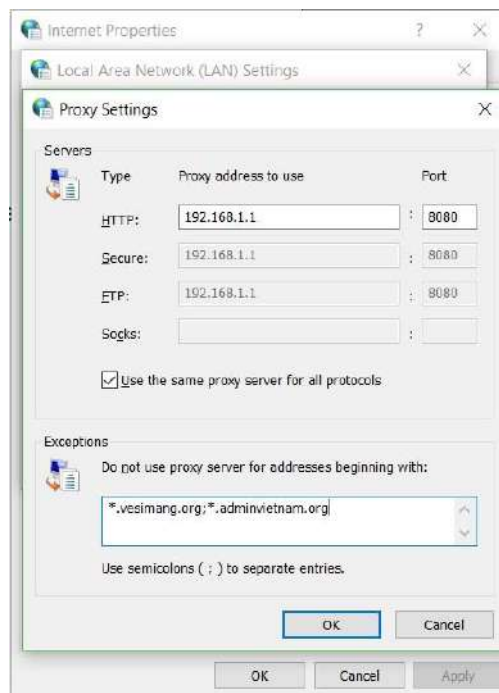 Internet Properties ?
Local Area Network (LAN) Settings
Proxy Settings
Servers
Type Proxy address to use Port
HTTP: 192.168.1.1 : 8080
Secure: 192.168.1.1 : 8080
FTP: 192.168.1.1 : 8080
Socks: :
Use the same proxy server for all protocols
Exceptions
Do not use proxy server for addresses beginning with:
*.vesimang.org;*.adminvietnam.org
Use semicolons ( ; ) to separate entries.
OK Cancel
OK Cancel Apply